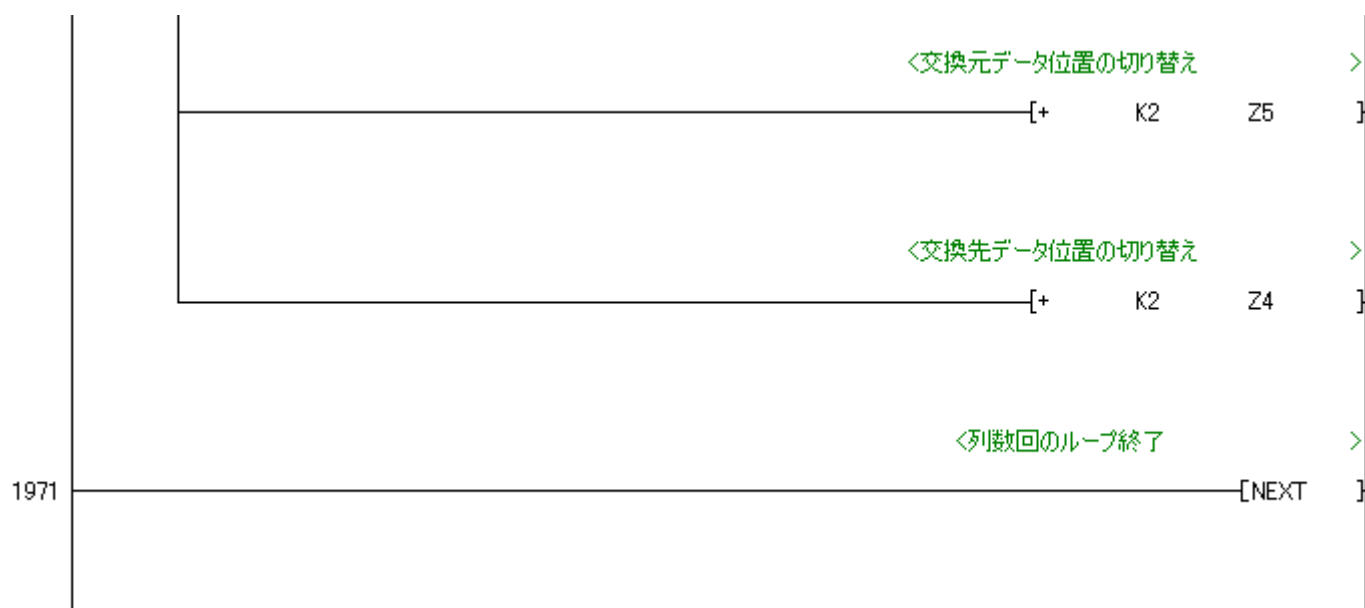 <交換元データ位置の切り替え >
[+ K2 Z5 ]
<交換先データ位置の切り替え >
[+ K2 Z4 ]
<列数回のループ終了 >
1971 [NEXT ]